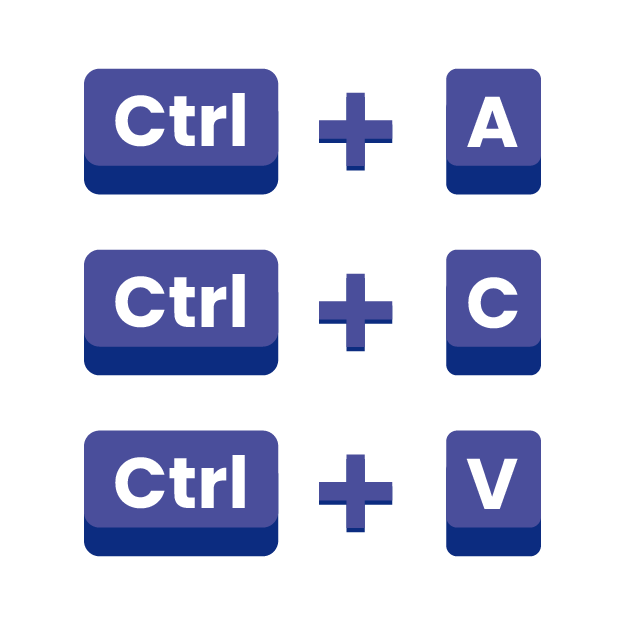 Ctrl + A
Ctrl + C
Ctrl + V